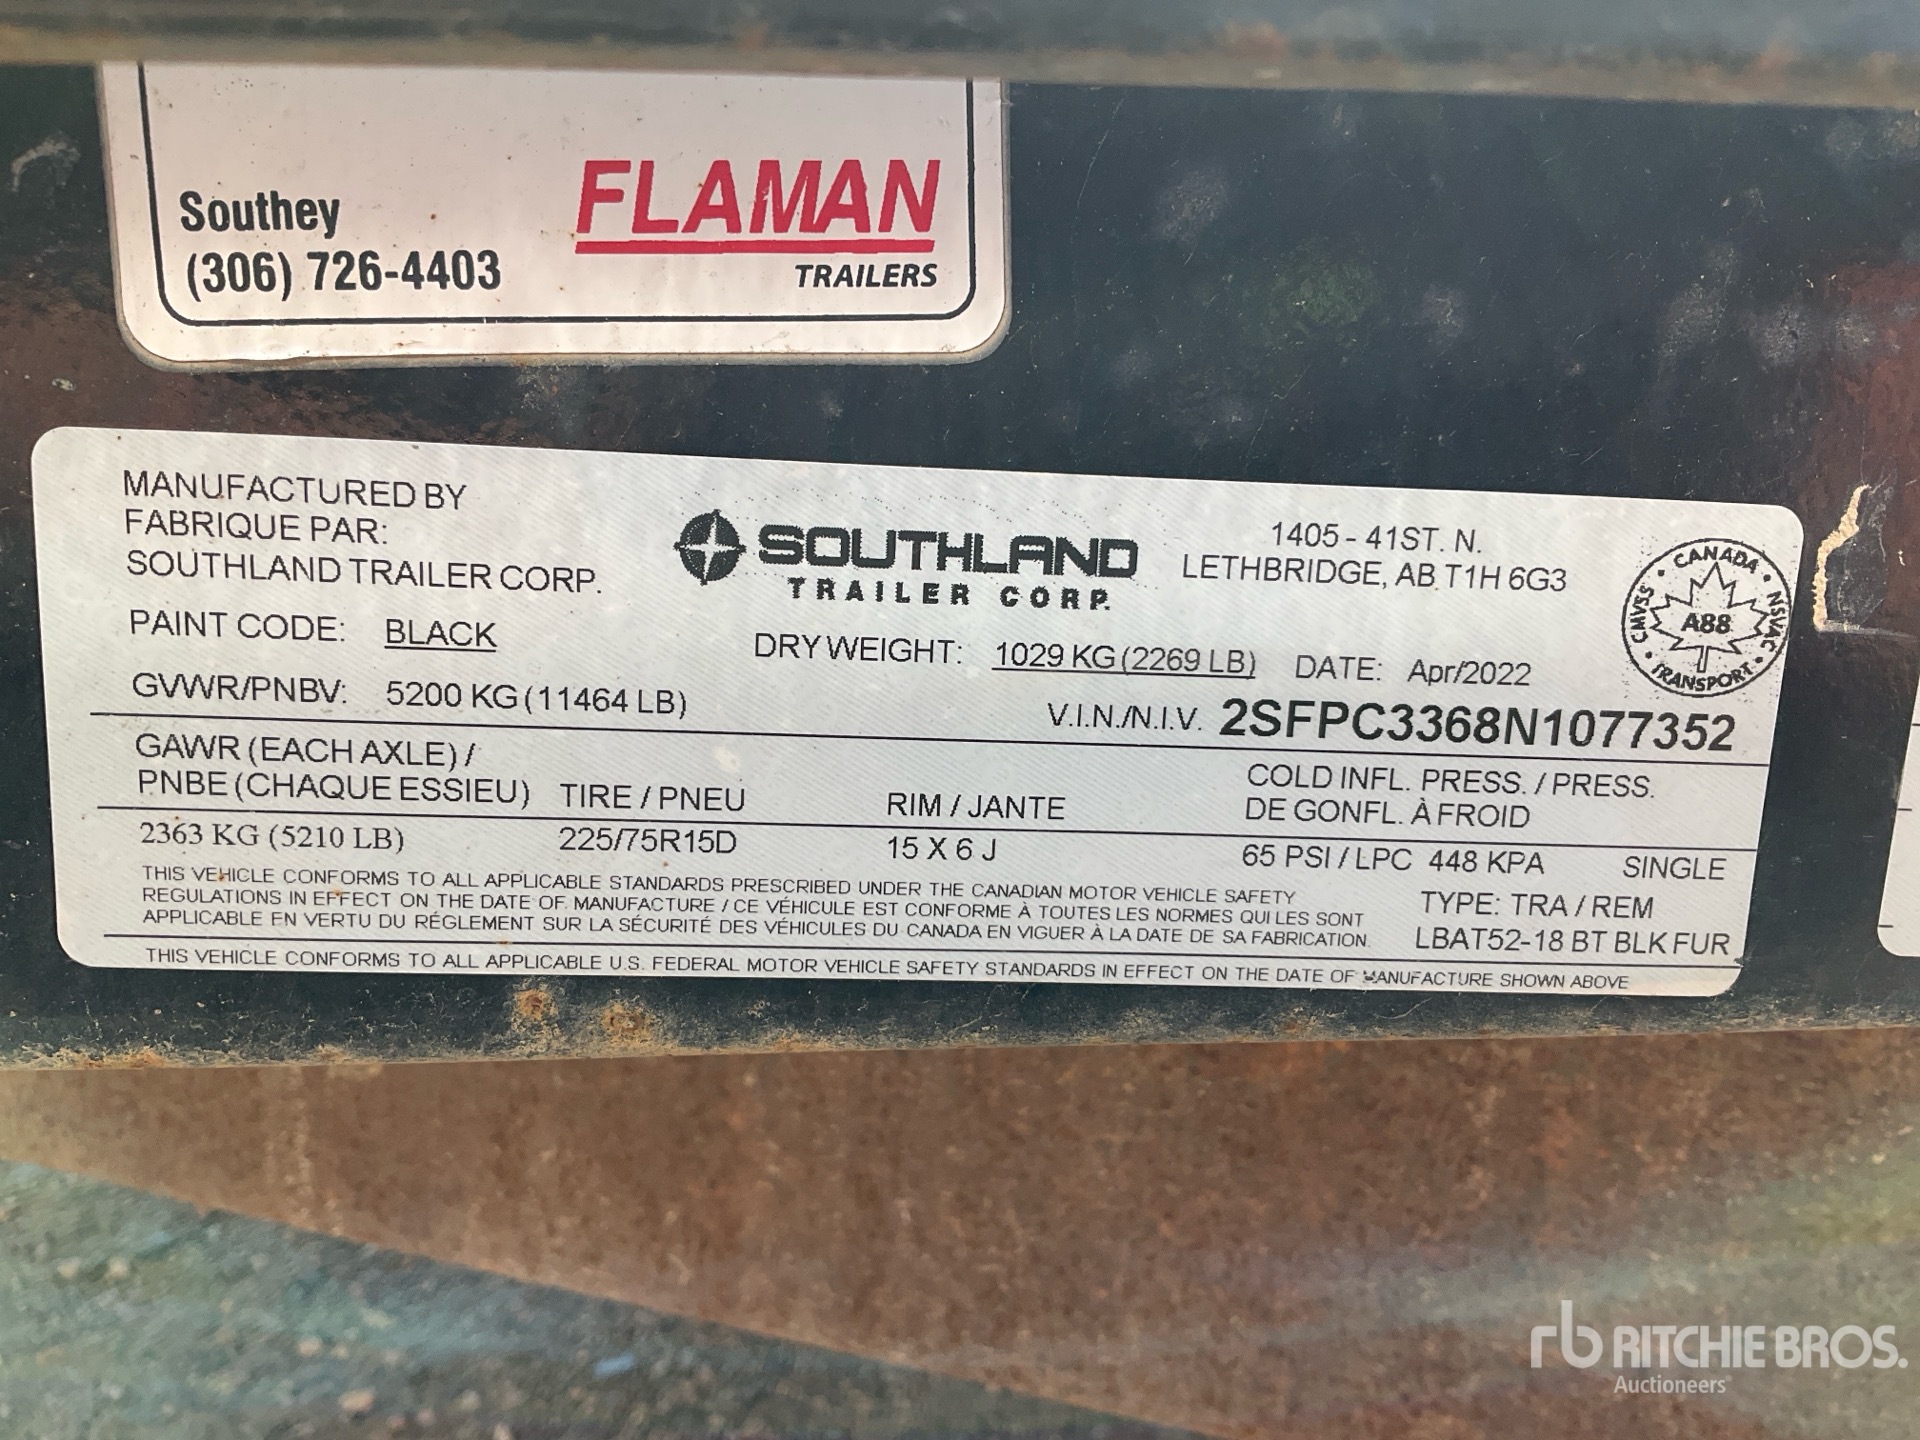 Southey
(306) 726-4403
FLAMAN
TRAILERS
MANUFACTURED BY
FABRIQUE PAR:
SOUTHLAND TRAILER CORP.
SOUTHLAND
TRAILER CORP.
1405 - 41ST. N.
LETHBRIDGE, AB T1H 6G3
CANADA
CMVSS
NSVAC
A88
TRANSPORT
PAINT CODE: BLACK
DRY WEIGHT: 1029 KG (2269 LB) DATE: Apr/2022
GVWR/PNBV: 5200 KG (11464 LB)
V.I.N./N.I.V. 2SFPC3368N1077352
GAWR (EACH AXLE) /
PNBE (CHAQUE ESSIEU) TIRE / PNEU RIM / JANTE
COLD INFL. PRESS. / PRESS.
DE GONFL. À FROID
2363 KG (5210 LB) 225/75R15D 15 X 6 J 65 PSI / LPC 448 KPA SINGLE
THIS VEHICLE CONFORMS TO ALL APPLICABLE STANDARDS PRESCRIBED UNDER THE CANADIAN MOTOR VEHICLE SAFETY
REGULATIONS IN EFFECT ON THE DATE OF MANUFACTURE / CE VÉHICULE EST CONFORME À TOUTES LES NORMES QUI LES SONT
APPLICABLE EN VERTU DU RÉGLEMENT SUR LA SÉCURITÉ DES VÉHICULES DU CANADA EN VIGUER À LA DATE DE SA FABRICATION.
TYPE: TRA / REM
LBAT52-18 BT BLK FUR
THIS VEHICLE CONFORMS TO ALL APPLICABLE U.S. FEDERAL MOTOR VEHICLE SAFETY STANDARDS IN EFFECT ON THE DATE OF MANUFACTURE SHOWN ABOVE
rb RITCHIE BROS.
Auctioneers